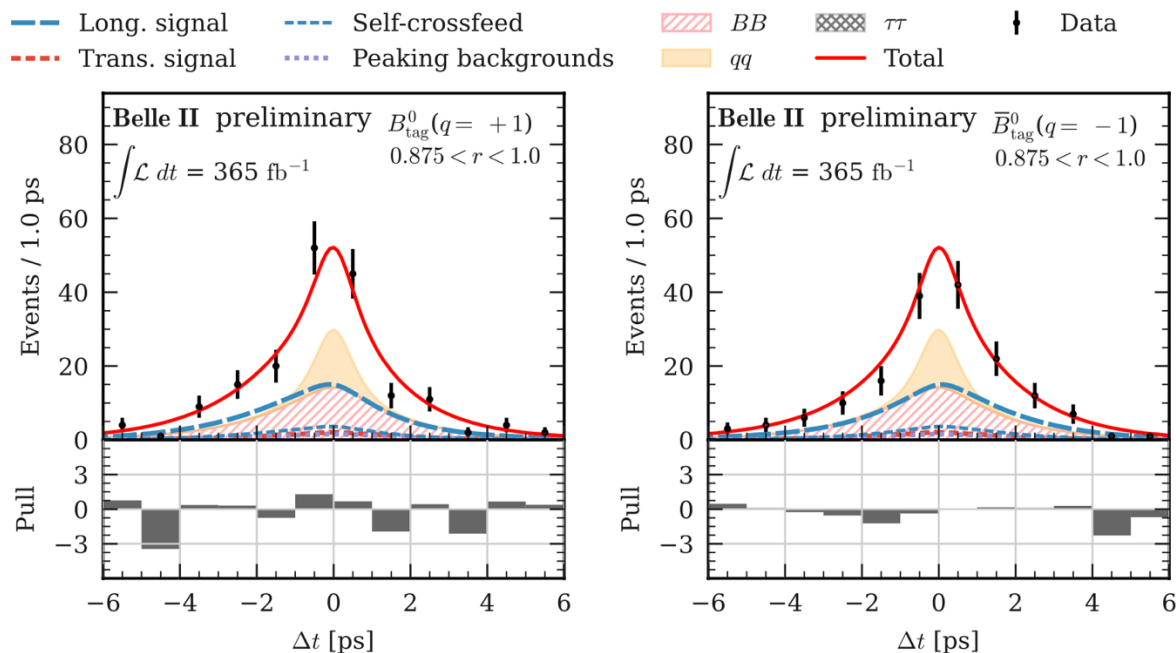 Long. signal
Trans. signal
Self-crossfeed
Peaking backgrounds
BB
qq
ττ
Total
Data
Belle II preliminary
B⁰tag(q = +1)
0.875 < r < 1.0
∫ℒ dt = 365 fb⁻¹
Events / 1.0 ps
80
60
40
20
0
Pull
3
0
−3
−6 −4 −2 0 2 4 6
Δt [ps]
Belle II preliminary
B̅⁰tag(q = −1)
0.875 < r < 1.0
∫ℒ dt = 365 fb⁻¹
Events / 1.0 ps
80
60
40
20
0
Pull
3
0
−3
−6 −4 −2 0 2 4 6
Δt [ps]